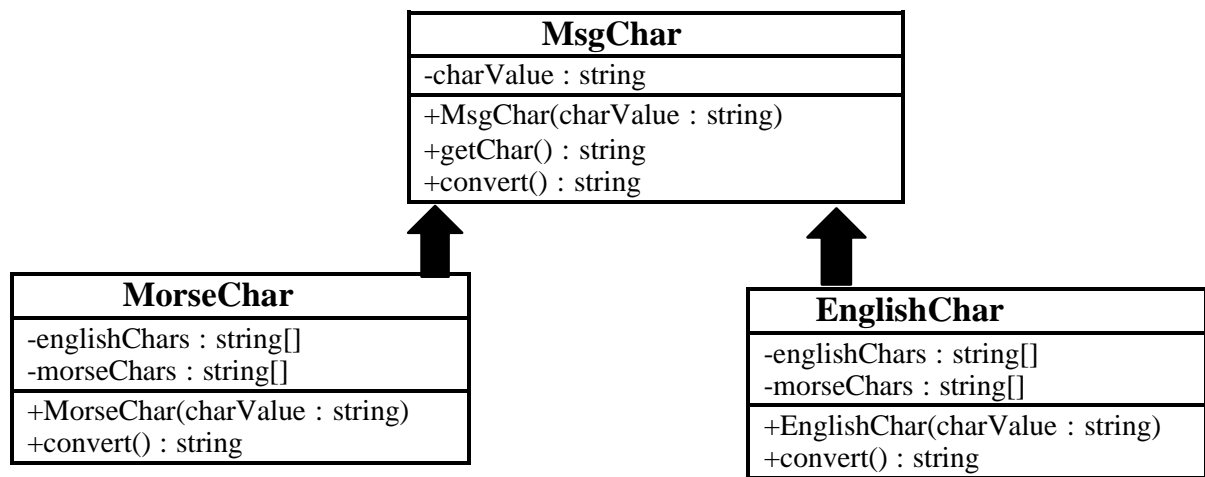 MsgChar
-charValue : string
+MsgChar(charValue : string)
+getChar() : string
+convert() : string
MorseChar
-englishChars : string[]
-morseChars : string[]
+MorseChar(charValue : string)
+convert() : string
EnglishChar
-englishChars : string[]
-morseChars : string[]
+EnglishChar(charValue : string)
+convert() : string